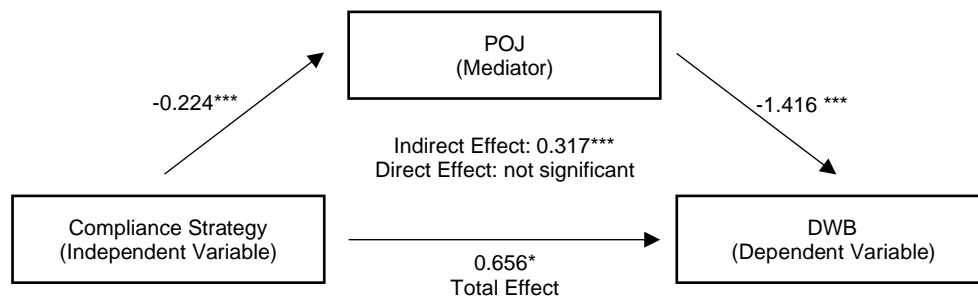 POJ
(Mediator)
-0.224***
-1.416 ***
Indirect Effect: 0.317***
Direct Effect: not significant
Compliance Strategy
(Independent Variable)
DWB
(Dependent Variable)
0.656*
Total Effect